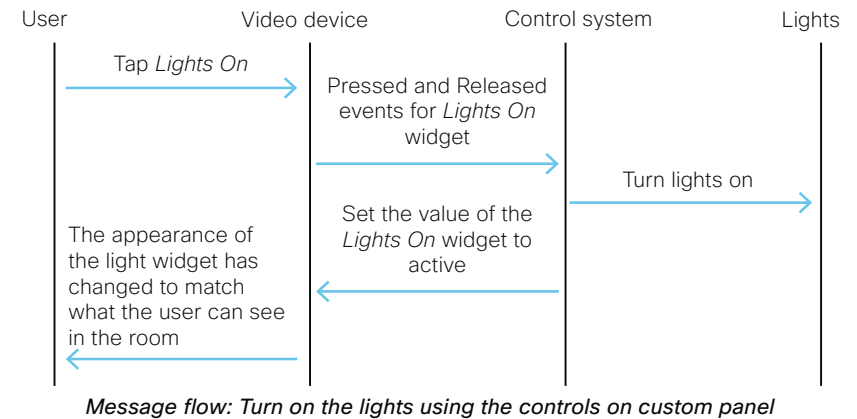 User
Video device
Control system
Lights
Tap Lights On
Pressed and Released
events for Lights On
widget
Turn lights on
Set the value of the
Lights On widget to
active
The appearance of
the light widget has
changed to match
what the user can see
in the room
Message flow: Turn on the lights using the controls on custom panel